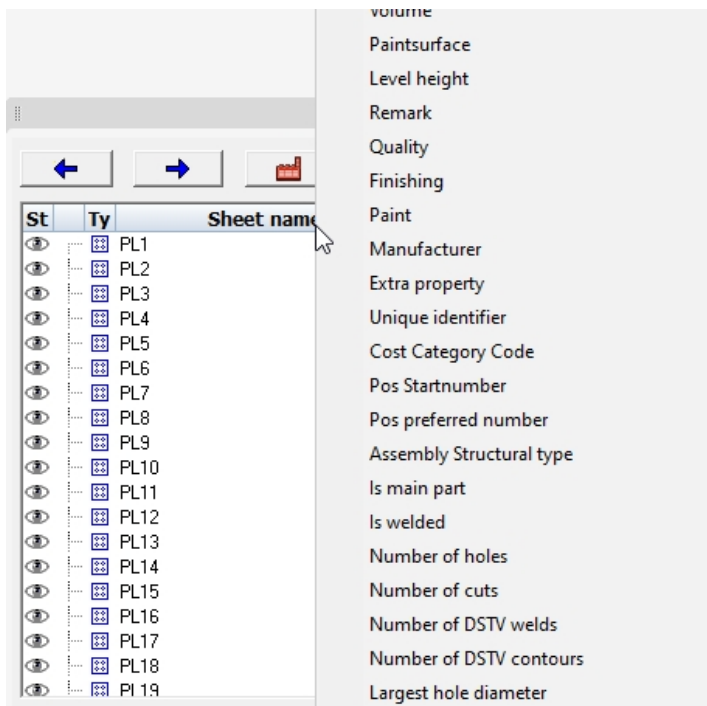 Volume
Paintsurface
Level height
Remark
Quality
Finishing
Paint
Manufacturer
Extra property
Unique identifier
Cost Category Code
Pos Startnumber
Pos preferred number
Assembly Structural type
Is main part
Is welded
Number of holes
Number of cuts
Number of DSTV welds
Number of DSTV contours
Largest hole diameter
St Ty Sheet name
PL1
PL2
PL3
PL4
PL5
PL6
PL7
PL8
PL9
PL10
PL11
PL12
PL13
PL14
PL15
PL16
PL17
PL18
PL19